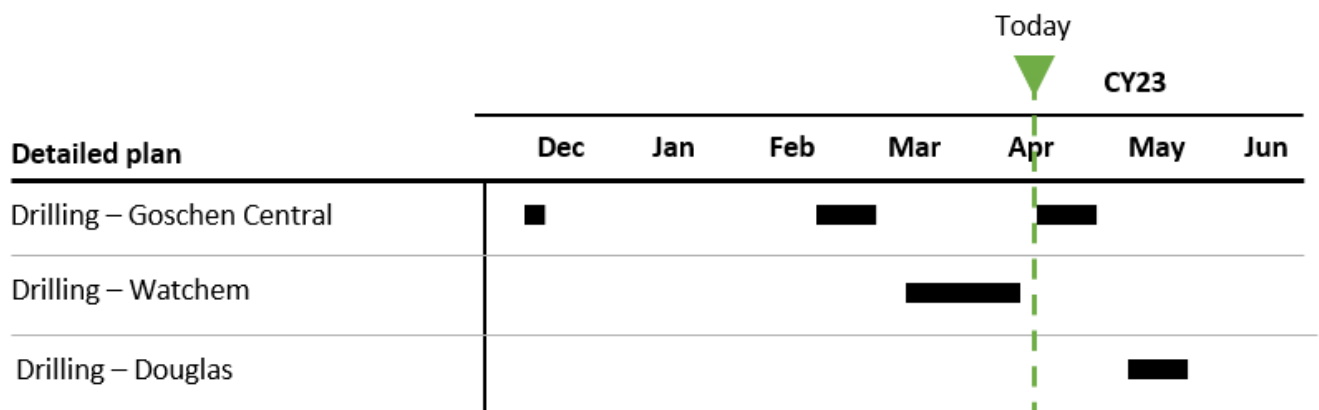 Today
CY23
Detailed plan Dec Jan Feb Mar Apr May Jun
Drilling – Goschen Central
Drilling – Watchem
Drilling – Douglas